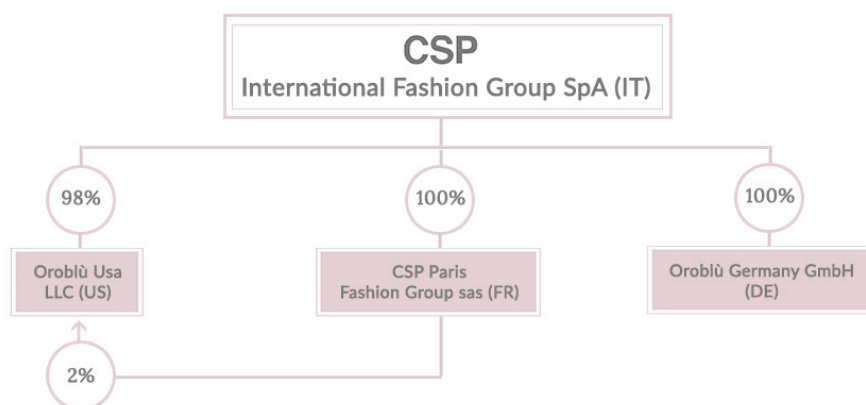 CSP
International Fashion Group SpA (IT)
98%
100%
100%
Oroblù Usa
LLC (US)
CSP Paris
Fashion Group sas (FR)
Oroblù Germany GmbH
(DE)
2%